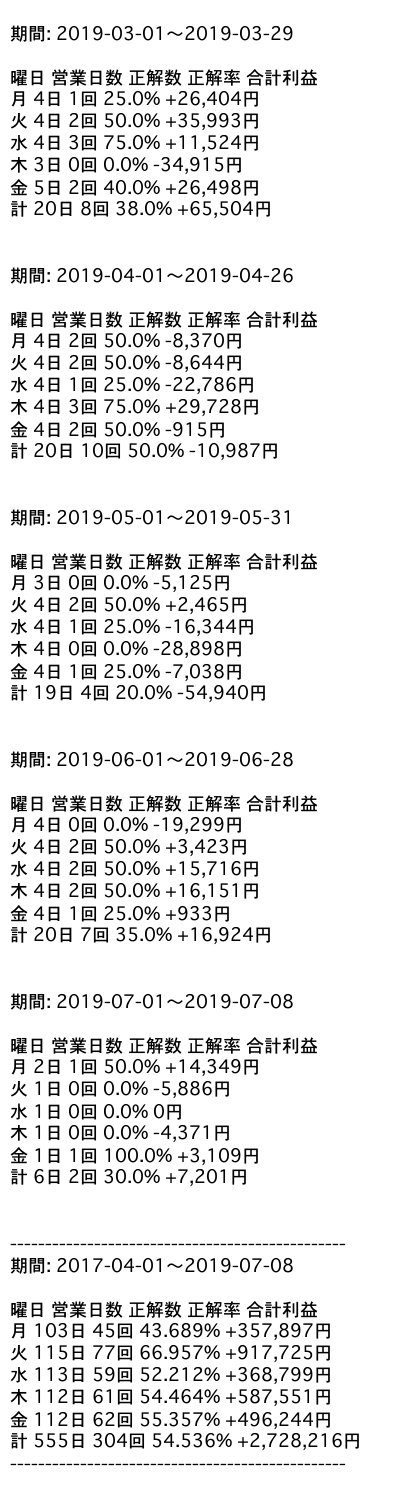 期間: 2019-03-01〜2019-03-29
曜日 営業日数 正解数 正解率 合計利益
月 4日 1回 25.0% +26,404円
火 4日 2回 50.0% +35,993円
水 4日 3回 75.0% +11,524円
木 3日 0回 0.0% -34,915円
金 5日 2回 40.0% +26,498円
計 20日 8回 38.0% +65,504円
期間: 2019-04-01〜2019-04-26
曜日 営業日数 正解数 正解率 合計利益
月 4日 2回 50.0% -8,370円
火 4日 2回 50.0% -8,644円
水 4日 1回 25.0% -22,786円
木 4日 3回 75.0% +29,728円
金 4日 2回 50.0% -915円
計 20日 10回 50.0% -10,987円
期間: 2019-05-01〜2019-05-31
曜日 営業日数 正解数 正解率 合計利益
月 3日 0回 0.0% -5,125円
火 4日 2回 50.0% +2,465円
水 4日 1回 25.0% -16,344円
木 4日 0回 0.0% -28,898円
金 4日 1回 25.0% -7,038円
計 19日 4回 20.0% -54,940円
期間: 2019-06-01〜2019-06-28
曜日 営業日数 正解数 正解率 合計利益
月 4日 0回 0.0% -19,299円
火 4日 2回 50.0% +3,423円
水 4日 2回 50.0% +15,716円
木 4日 2回 50.0% +16,151円
金 4日 1回 25.0% +933円
計 20日 7回 35.0% +16,924円
期間: 2019-07-01〜2019-07-08
曜日 営業日数 正解数 正解率 合計利益
月 2日 1回 50.0% +14,349円
火 1日 0回 0.0% -5,886円
水 1日 0回 0.0% 0円
木 1日 0回 0.0% -4,371円
金 1日 1回 100.0% +3,109円
計 6日 2回 30.0% +7,201円
------------------------------------------------
期間: 2017-04-01〜2019-07-08
曜日 営業日数 正解数 正解率 合計利益
月 103日 45回 43.689% +357,897円
火 115日 77回 66.957% +917,725円
水 113日 59回 52.212% +368,799円
木 112日 61回 54.464% +587,551円
金 112日 62回 55.357% +496,244円
計 555日 304回 54.536% +2,728,216円
------------------------------------------------